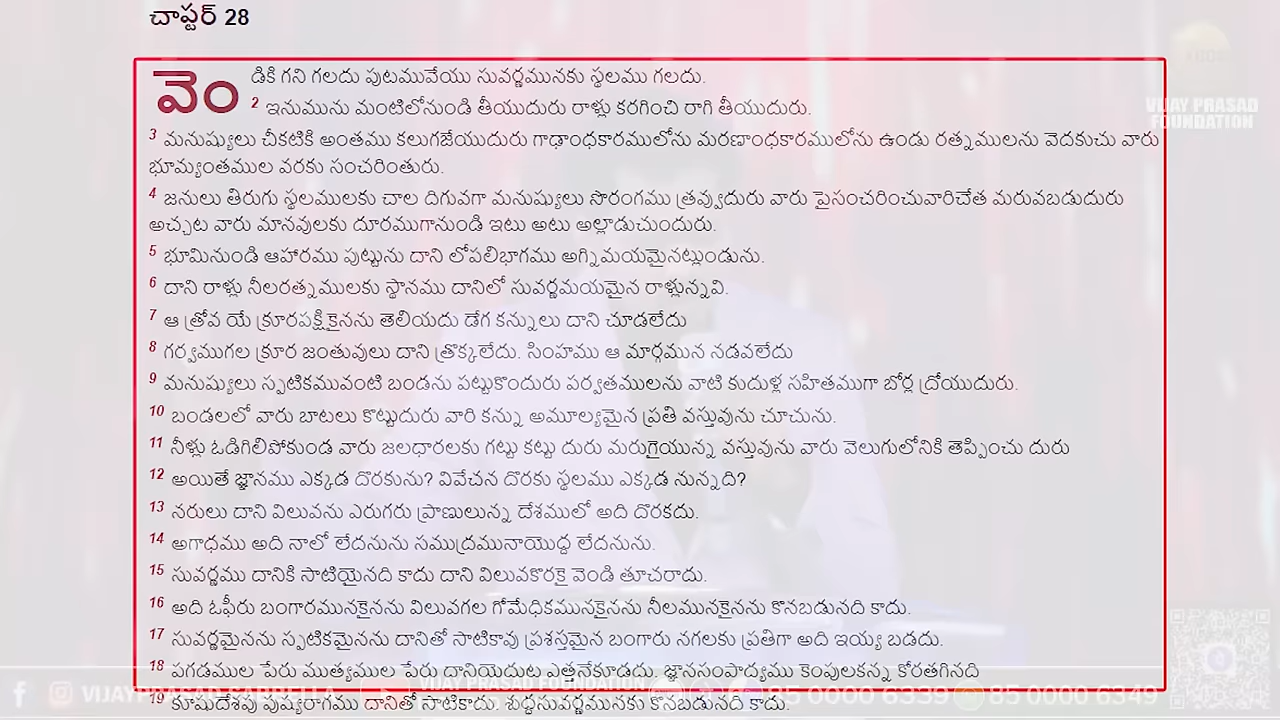 చాప్టర్ 28
వెండికి గని గలదు పుటమువేయు సువర్ణమునకు స్థలము గలదు.
2 ఇనుమును మంటిలోనుండి తీయుదురు రాళ్లు కరగించి రాగి తీయుదురు.
VIJAY PRASAD
FOUNDATION
3 మనుష్యులు చీకటికి అంతము కలుగజేయుదురు గాఢాంధకారములోను మరణాంధకారములోను ఉండు రత్నములను వెదకుచు వారు
భూమ్యంతముల వరకు సంచరింతురు.
4 జనులు తిరుగు స్థలములకు చాల దిగువగా మనుష్యులు సొరంగము త్రవ్వుదురు వారు పైసంచరించువారిచేత మరువబడుదురు
అచ్చట వారు మానవులకు దూరముగానుండి ఇటు అటు అల్లాడుచుందురు.
5 భూమినుండి ఆహారము పుట్టును దాని లోపలిభాగము అగ్నిమయమైనట్లుండును.
6 దాని రాళ్లు నీలరత్నములకు స్థానము దానిలో సువర్ణమయమైన రాళ్లున్నవి.
7 ఆ త్రోవ యే క్రూరపక్షికైనను తెలియదు డేగ కన్నులు దాని చూడలేదు
8 గర్వముగల క్రూర జంతువులు దాని త్రొక్కలేదు. సింహము ఆ మార్గమున నడవలేదు
9 మనుష్యులు స్ఫటికమువంటి బండను పట్టుకొందురు పర్వతములను వాటి కుదుళ్ల సహితముగా బోర్ల ద్రోయుదురు.
10 బండలలో వారు బాటలు కొట్టుదురు వారి కన్ను అమూల్యమైన ప్రతి వస్తువును చూచును.
11 నీళ్లు ఓడిగిలిపోకుండ వారు జలధారలకు గట్టు కట్టు దురు మరుగైయున్న వస్తువును వారు వెలుగులోనికి తెప్పించు దురు
12 అయితే జ్ఞానము ఎక్కడ దొరకును? వివేచన దొరకు స్థలము ఎక్కడ నున్నది?
13 నరులు దాని విలువను ఎరుగరు ప్రాణులున్న దేశములో అది దొరకదు.
14 అగాధము అది నాలో లేదనును సముద్రమునాయొద్ద లేదనును.
15 సువర్ణము దానికి సాటియైనది కాదు దాని విలువకొరకై వెండి తూచరాదు.
16 అది ఓఫీరు బంగారమునకైనను విలువగల గోమేధికమునకైనను నీలమునకైనను కొనబడునది కాదు.
17 సువర్ణమైనను స్ఫటికమైనను దానితో సాటికావు ప్రశస్తమైన బంగారు నగలకు ప్రతిగా అది ఇయ్య బడదు.
18 పగడముల పేరు ముత్యముల పేరు దానియెదుట ఎత్తనేకూడదు. జ్ఞానసంపాద్యము కెంపులకన్న కోరతగినది
VIJAYPRASAD VIJAY PRASAD FOUNDATION 85 0000 6339 85 0000 6349
19 పుష్యరాగము దానితో సాటికాదు. కొనబడునది కాదు.